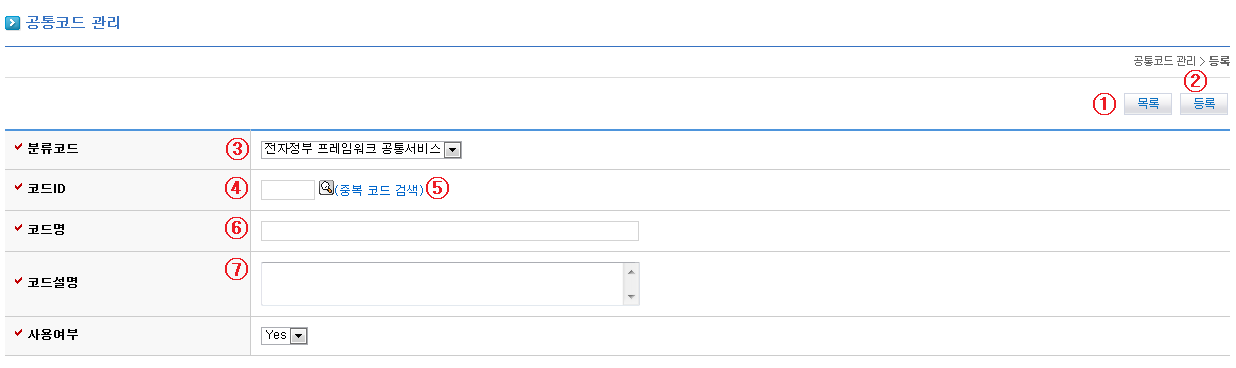 공통코드 관리
공통코드 관리 > 등록
① 목록 ② 등록
분류코드 ③ 전자정부 프레임워크 공통서비스
코드ID ④ (중복 코드 검색) ⑤
코드명 ⑥
코드설명 ⑦
사용여부 Yes